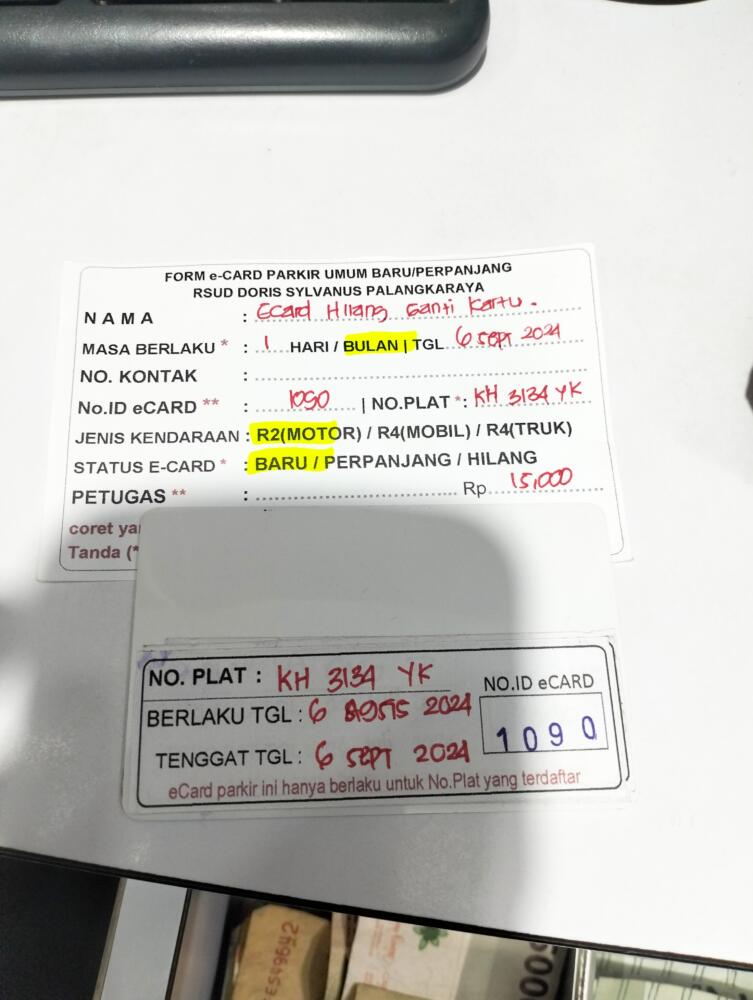 FORM e-CARD PARKIR UMUM BARU/PERPANJANG
RSUD DORIS SYLVANUS PALANGKARAYA
NAMA : Ecard Hilang Ganti Kartu.
MASA BERLAKU * : 1 HARI / BULAN | TGL 6 sept 2024
NO. KONTAK :
No.ID eCARD ** : 1090 | NO.PLAT *: KH 3134 YK
JENIS KENDARAAN : R2(MOTOR) / R4(MOBIL) / R4(TRUK)
STATUS E-CARD * : BARU / PERPANJANG / HILANG
PETUGAS ** : Rp 15,000
coret
Tanda (*
NO. PLAT : KH 3134 YK
NO.ID eCARD
BERLAKU TGL : 6 Agsts 2024
1090
TENGGAT TGL : 6 SEPT 2024
eCard parkir ini hanya berlaku untuk No.Plat yang terdaftar